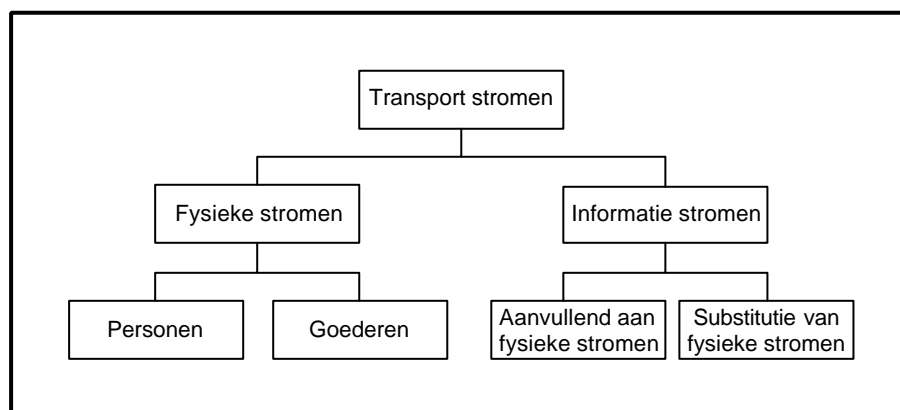 Transport stromen
Fysieke stromen
Informatie stromen
Personen
Goederen
Aanvullend aan
fysieke stromen
Substitutie van
fysieke stromen